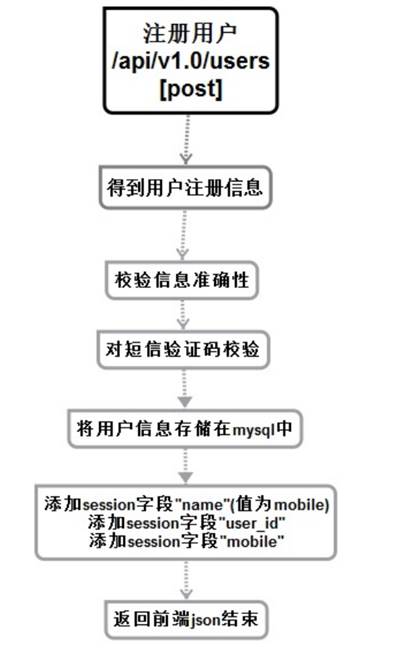 注册用户
/api/v1.0/users
[post]
得到用户注册信息
校验信息准确性
对短信验证码校验
将用户信息存储在mysql中
添加session字段"name"(值为mobile)
添加session字段"user_id"
添加session字段"mobile"
返回前端json结束